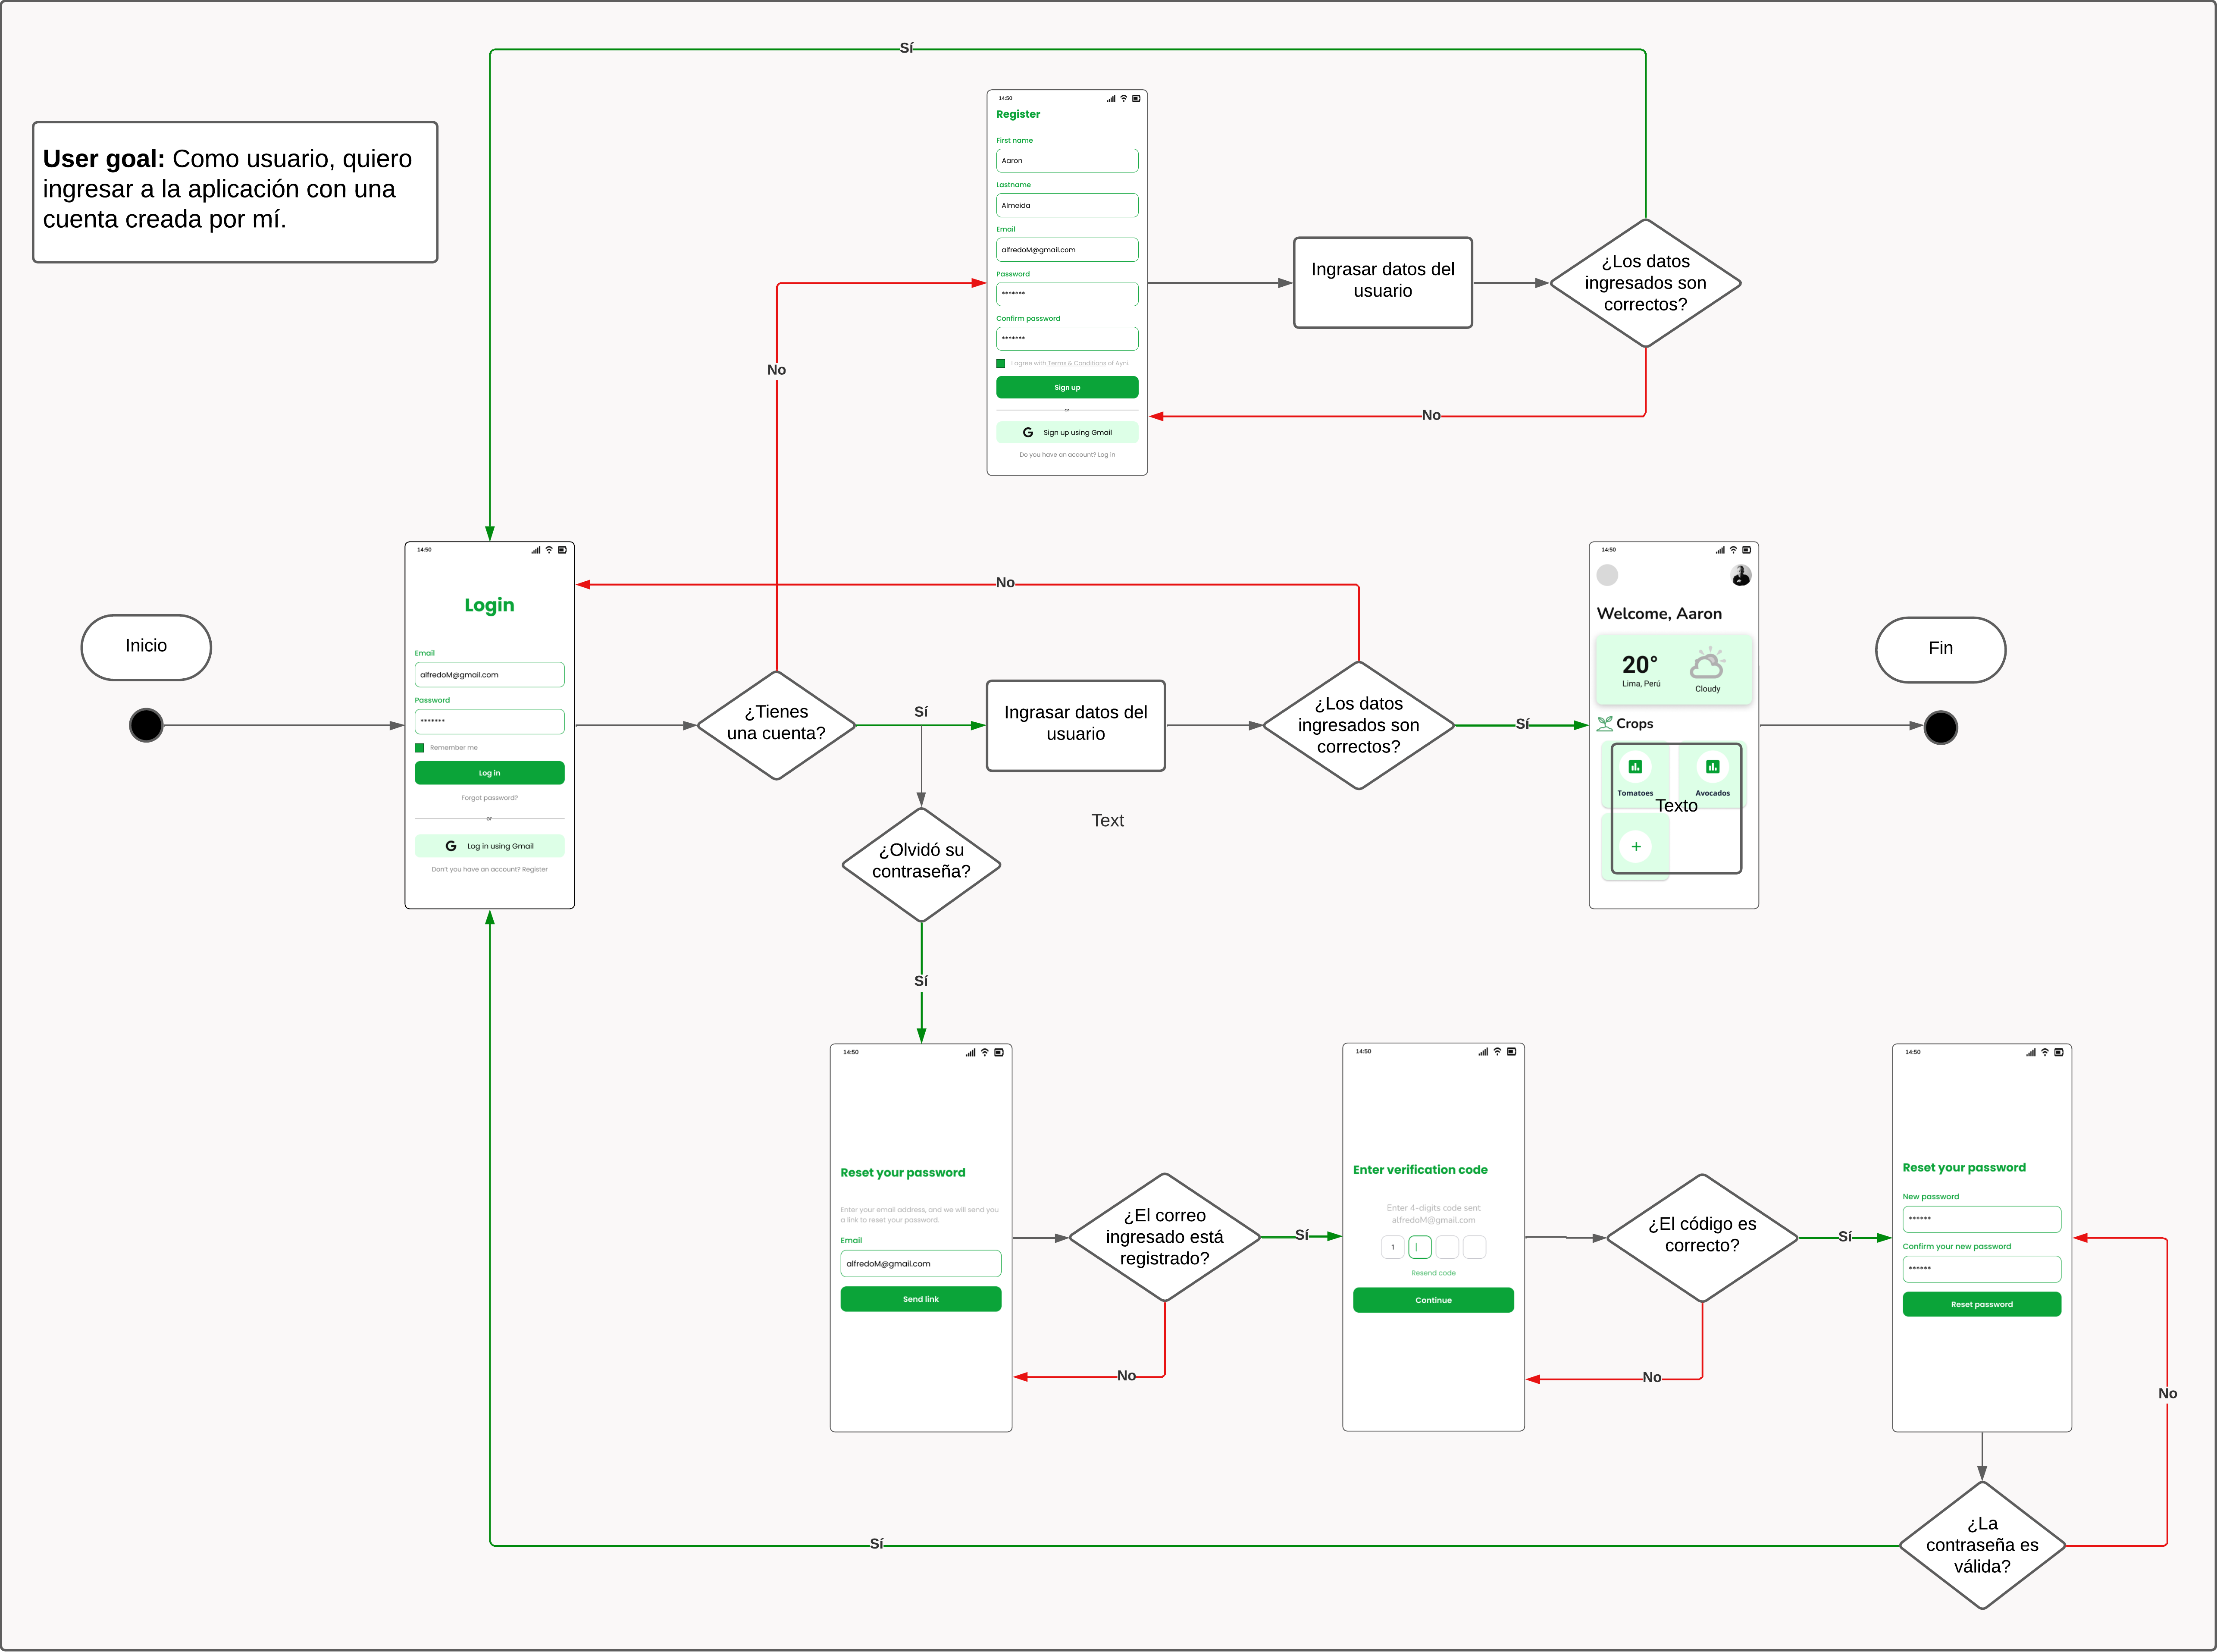 Sí
User goal: Como usuario, quiero
ingresar a la aplicación con una
cuenta creada por mí.
14:50
Register
First name
Aaron
Lastname
Almeida
Email
alfredoM@gmail.com
Password
*******
Confirm password
*******
I agree with Terms & Conditions of Ayni.
Sign up
or
Sign up using Gmail
Do you have an account? Log in
Ingrasar datos del
usuario
¿Los datos
ingresados son
correctos?
No
No
No
Inicio
14:50
Login
Email
alfredoM@gmail.com
Password
*******
Remember me
Log in
Forgot password?
or
Log in using Gmail
Don't you have an account? Register
¿Tienes
una cuenta?
Sí
Ingrasar datos del
usuario
Text
¿Los datos
ingresados son
correctos?
Sí
14:50
Welcome, Aaron
20°
Lima, Perú
Cloudy
Crops
Tomatoes
Avocados
Texto
+
Fin
¿Olvidó su
contraseña?
Sí
14:50
Reset your password
Enter your email address, and we will send you
a link to reset your password.
Email
alfredoM@gmail.com
Send link
¿El correo
ingresado está
registrado?
Sí
No
14:50
Enter verification code
Enter 4-digits code sent
alfredoM@gmail.com
1
Resend code
Continue
¿El código es
correcto?
Sí
No
14:50
Reset your password
New password
******
Confirm your new password
******
Reset password
No
¿La
contraseña es
válida?
Sí